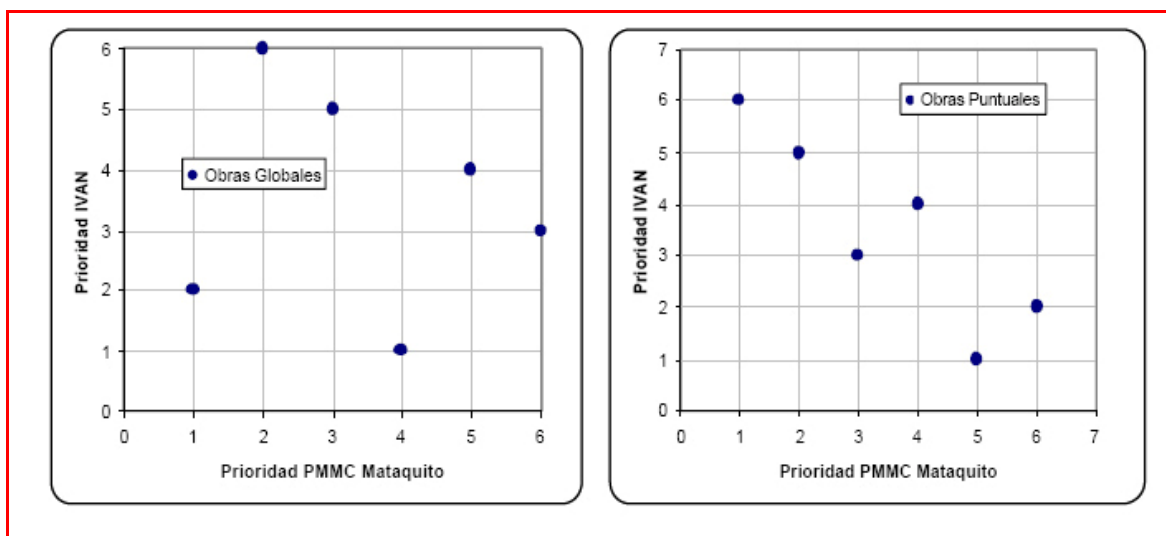 6
5
4
3
2
1
0
Prioridad IVAN
Obras Globales
0 1 2 3 4 5 6
Prioridad PMMC Mataquito
7
6
5
4
3
2
1
0
Prioridad IVAN
Obras Puntuales
0 1 2 3 4 5 6 7
Prioridad PMMC Mataquito